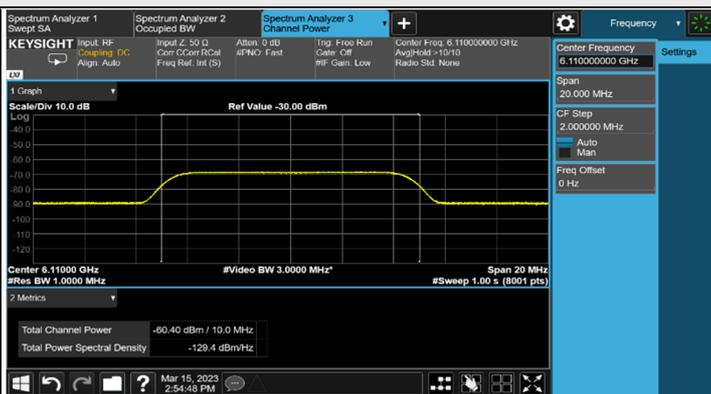 Spectrum Analyzer 1
Swept SA
Spectrum Analyzer 2
Occupied BW
Spectrum Analyzer 3
Channel Power
+
Frequency
KEYSIGHT
Input: RF
Coupling: DC
Align: Auto
Input Z: 50 Ω
Corr CCorr RCal
Freq Ref: Int (S)
Atten: 0 dB
#PNO: Fast
Trig: Free Run
Gate: Off
#IF Gain: Low
Center Freq: 6.110000000 GHz
Avg|Hold >10/10
Radio Std: None
LXI
Center Frequency
6.110000000 GHz
Settings
Span
20.000 MHz
CF Step
2.000000 MHz
Auto
Man
Freq Offset
0 Hz
1 Graph
Scale/Div 10.0 dB
Ref Value -30.00 dBm
Log
-40.0
-50.0
-60.0
-70.0
-80.0
-90.0
-100
-110
-120
Center 6.11000 GHz
#Video BW 3.0000 MHz*
Span 20 MHz
#Res BW 1.0000 MHz
#Sweep 1.00 s (8001 pts)
2 Metrics
Total Channel Power
-60.40 dBm / 10.0 MHz
Total Power Spectral Density
-129.4 dBm/Hz
?
Mar 15, 2023
2:54:48 PM